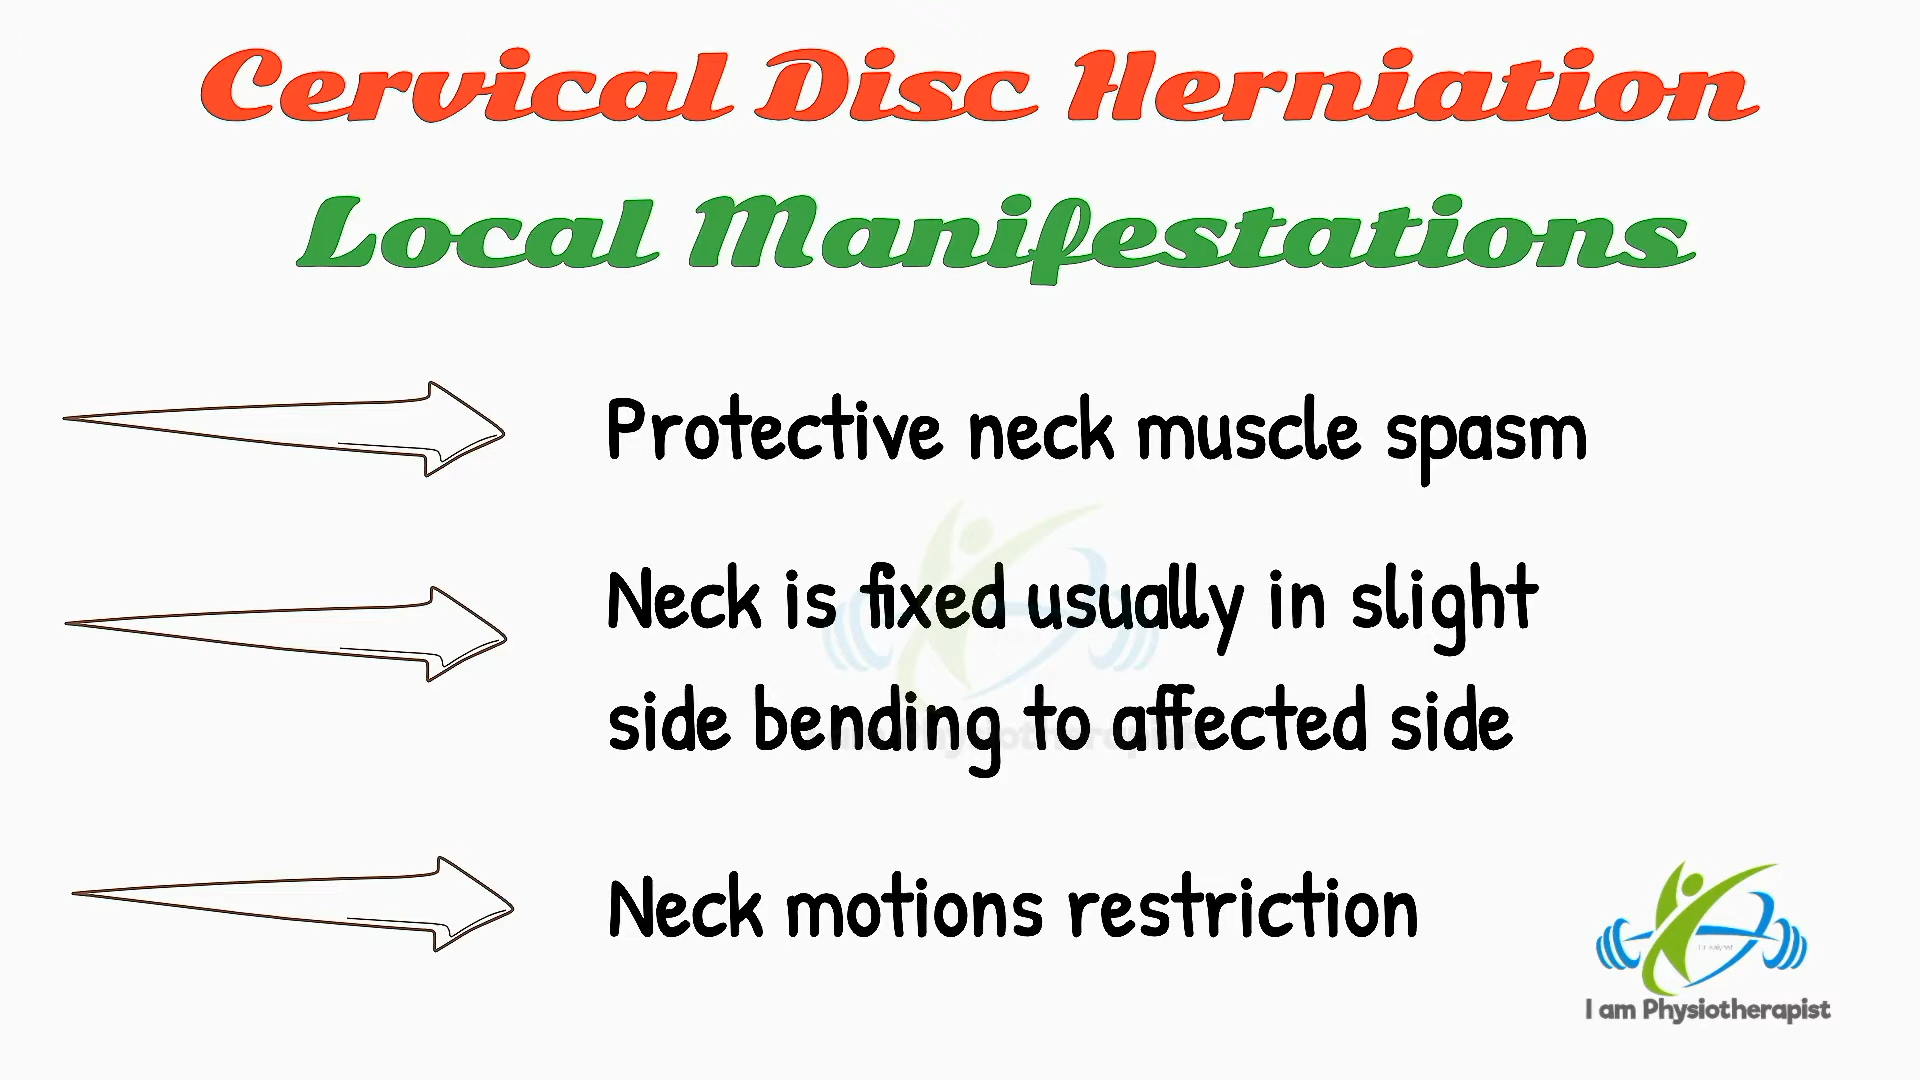 Cervical Disc Herniation
Local Manifestations
Protective neck muscle spasm
Neck is fixed usually in slight
side bending to affected side
Neck motions restriction
I am Physiotherapist